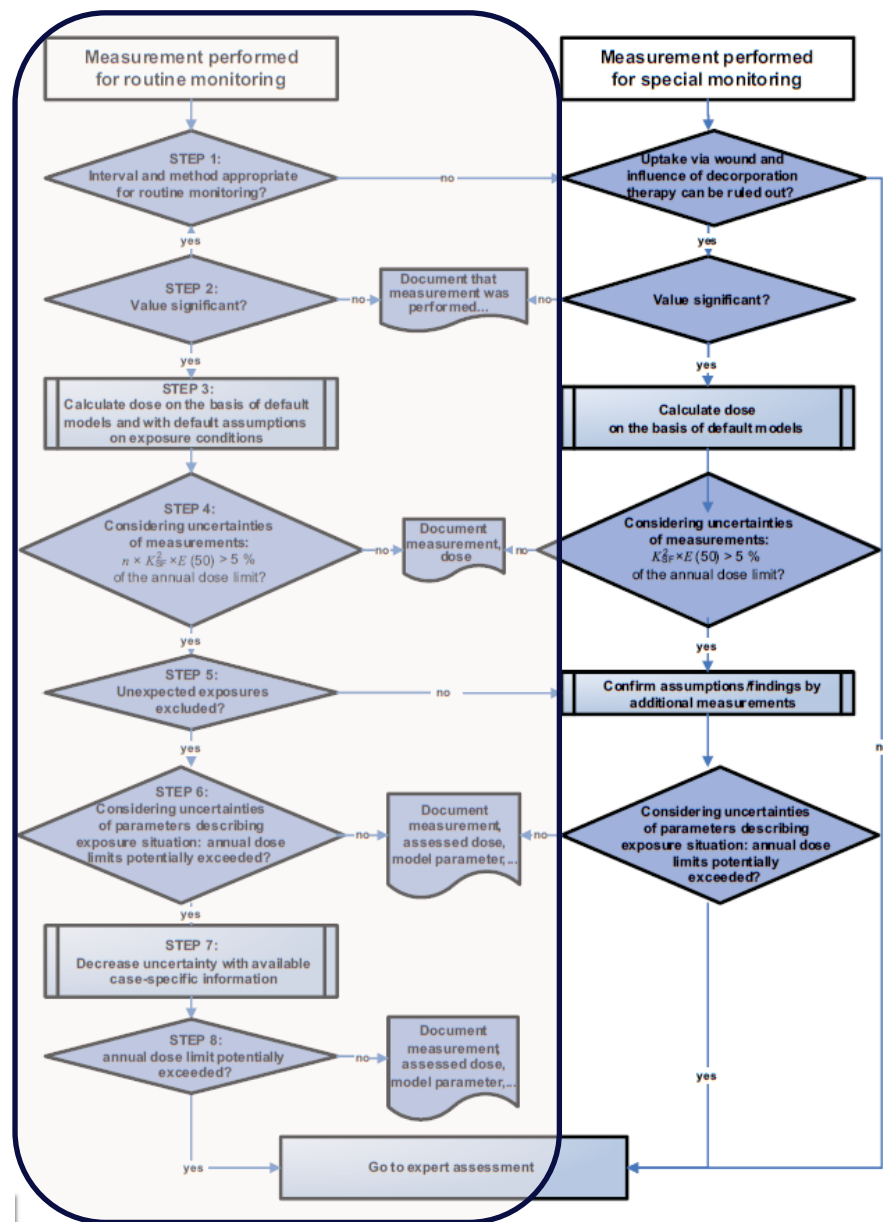 Measurement performed
for routine monitoring
Measurement performed
for special monitoring
STEP 1:
Interval and method appropriate
for routine monitoring?
no
Uptake via wound and
influence of decorporation
therapy can be ruled out?
yes
yes
STEP 2:
Value significant?
no
Document that
measurement was
performed...
no
Value significant?
yes
yes
STEP 3:
Calculate dose on the basis of default
models and with default assumptions
on exposure conditions
Calculate dose
on the basis of default models
STEP 4:
Considering uncertainties
of measurements:
n × K²SF × E (50) > 5 %
of the annual dose limit?
no
Document
measurement,
dose
no
Considering uncertainties
of measurements:
K²SF × E (50) > 5 %
of the annual dose limit?
yes
yes
STEP 5:
Unexpected exposures
excluded?
no
Confirm assumptions/findings by
additional measurements
n
yes
STEP 6:
Considering uncertainties
of parameters describing
exposure situation: annual dose
limits potentially exceeded?
no
Document
measurement,
assessed dose,
model parameter,...
no
Considering uncertainties
of parameters describing
exposure situation: annual dose
limits potentially
exceeded?
yes
STEP 7:
Decrease uncertainty with available
case-specific information
STEP 8:
annual dose limit potentially
exceeded?
no
Document
measurement,
assessed dose,
model parameter,...
yes
yes
Go to expert assessment